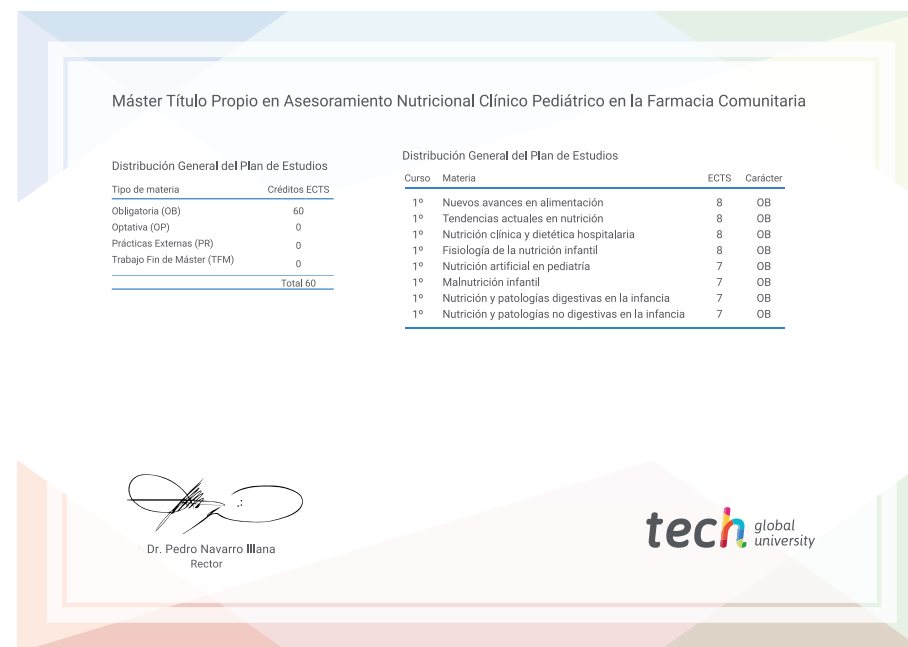 Máster Título Propio en Asesoramiento Nutricional Clínico Pediátrico en la Farmacia Comunitaria
Distribución General del Plan de Estudios
Tipo de materia Créditos ECTS
Obligatoria (OB) 60
Optativa (OP) 0
Prácticas Externas (PR) 0
Trabajo Fin de Máster (TFM) 0
Total 60
Distribución General del Plan de Estudios
Curso Materia ECTS Carácter
1º Nuevos avances en alimentación 8 OB
1º Tendencias actuales en nutrición 8 OB
1º Nutrición clínica y dietética hospitalaria 8 OB
1º Fisiología de la nutrición infantil 8 OB
1º Nutrición artificial en pediatría 7 OB
1º Malnutrición infantil 7 OB
1º Nutrición y patologías digestivas en la infancia 7 OB
1º Nutrición y patologías no digestivas en la infancia 7 OB
Dr. Pedro Navarro Illana
Rector
tech global
university